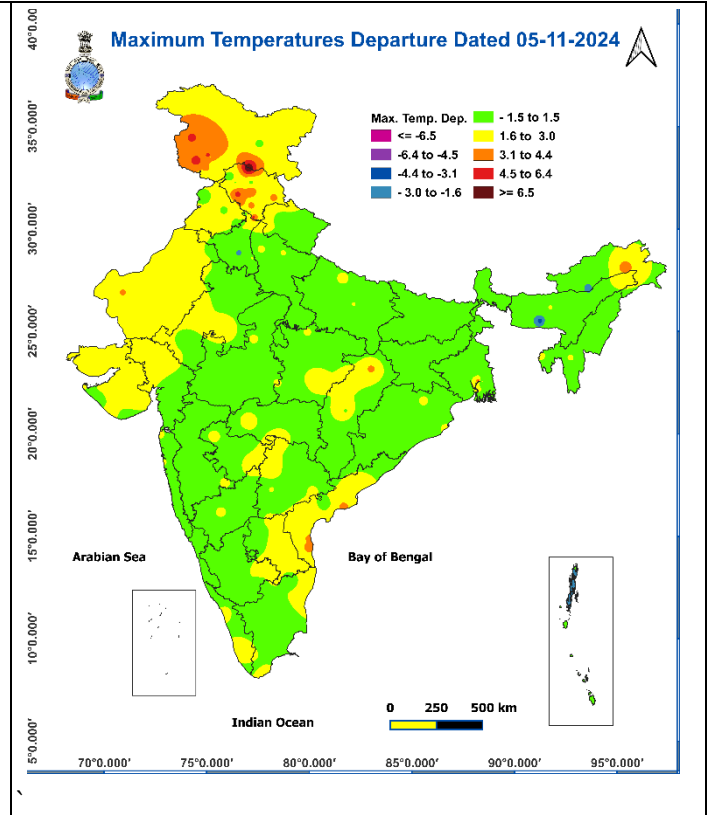 Maximum Temperatures Departure Dated 05-11-2024
Max. Temp. Dep.
<= -6.5
-6.4 to -4.5
-4.4 to -3.1
- 3.0 to -1.6
- 1.5 to 1.5
1.6 to 3.0
3.1 to 4.4
4.5 to 6.4
>= 6.5
40°0.000'
35°0.000'
30°0.000'
25°0.000'
20°0.000'
15°0.000'
10°0.000'
5°0.000'
Arabian Sea
Bay of Bengal
Indian Ocean
0 250 500 km
70°0.000' 75°0.000' 80°0.000' 85°0.000' 90°0.000' 95°0.000'
`